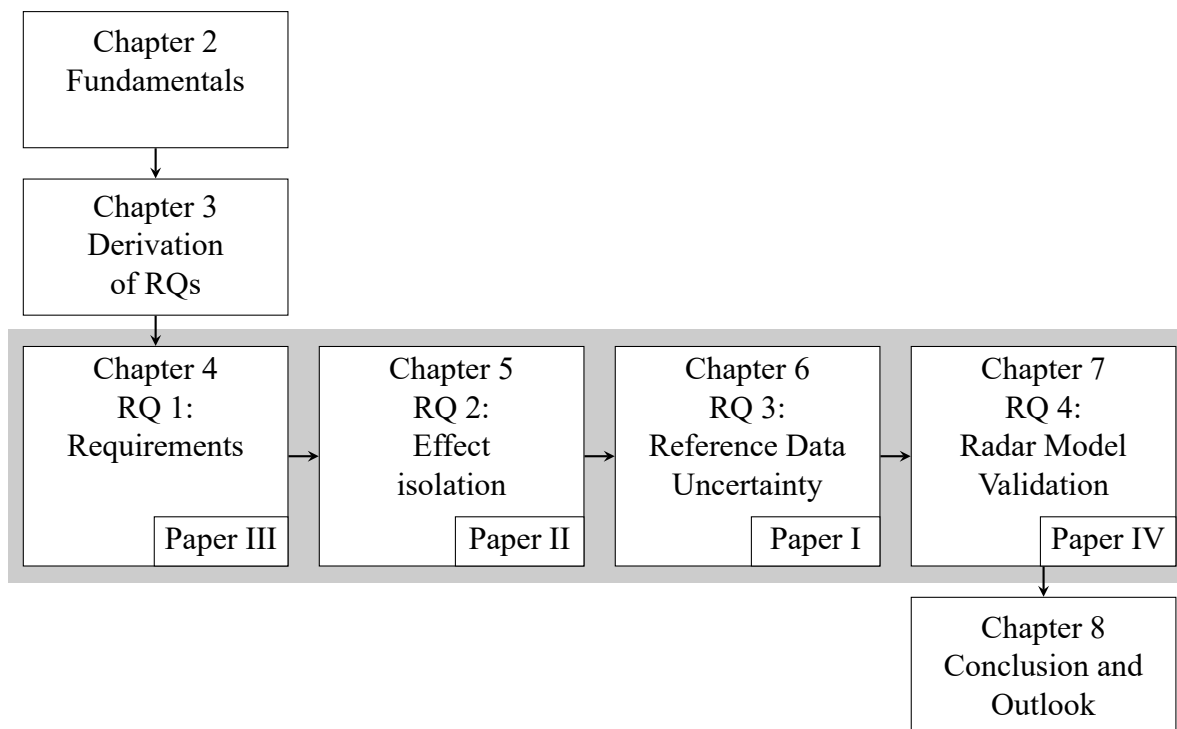 Chapter 2
Fundamentals
Chapter 3
Derivation
of RQs
Chapter 4
RQ 1:
Requirements
Paper III
Chapter 5
RQ 2:
Effect
isolation
Paper II
Chapter 6
RQ 3:
Reference Data
Uncertainty
Paper I
Chapter 7
RQ 4:
Radar Model
Validation
Paper IV
Chapter 8
Conclusion and
Outlook